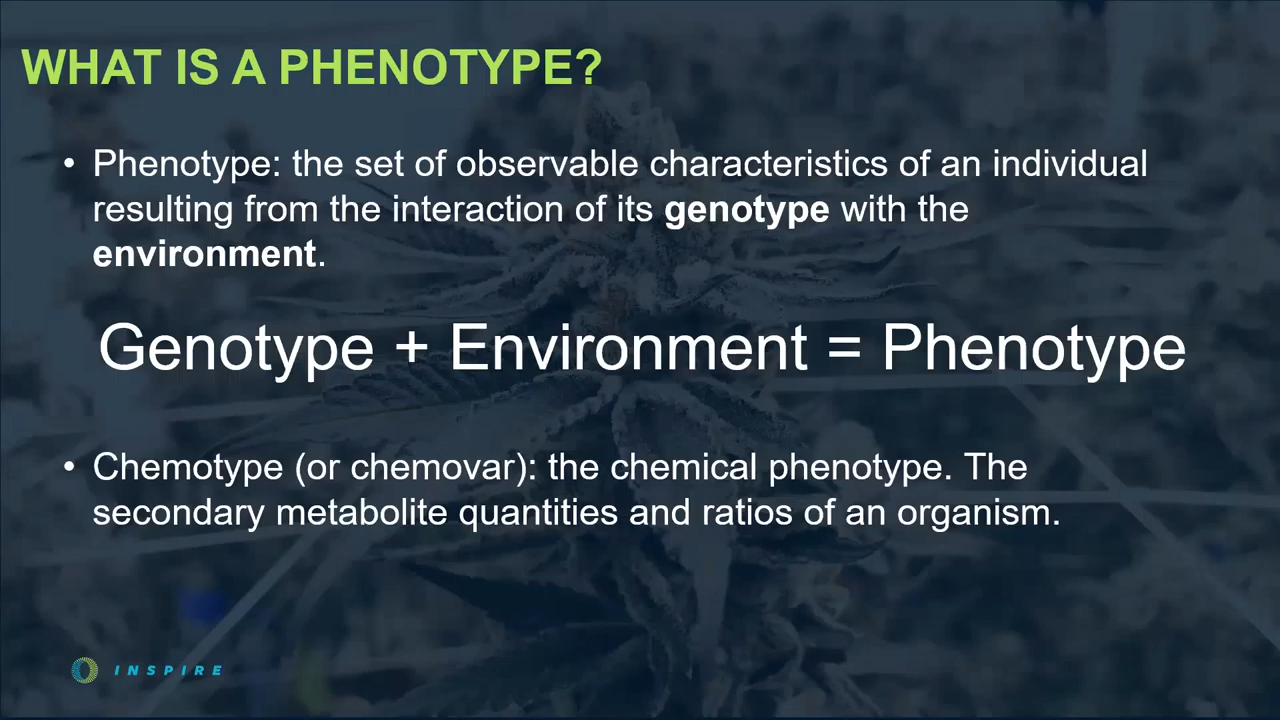 WHAT IS A PHENOTYPE?
• Phenotype: the set of observable characteristics of an individual
resulting from the interaction of its genotype with the
environment.
Genotype + Environment = Phenotype
• Chemotype (or chemovar): the chemical phenotype. The
secondary metabolite quantities and ratios of an organism.
INSPIRE